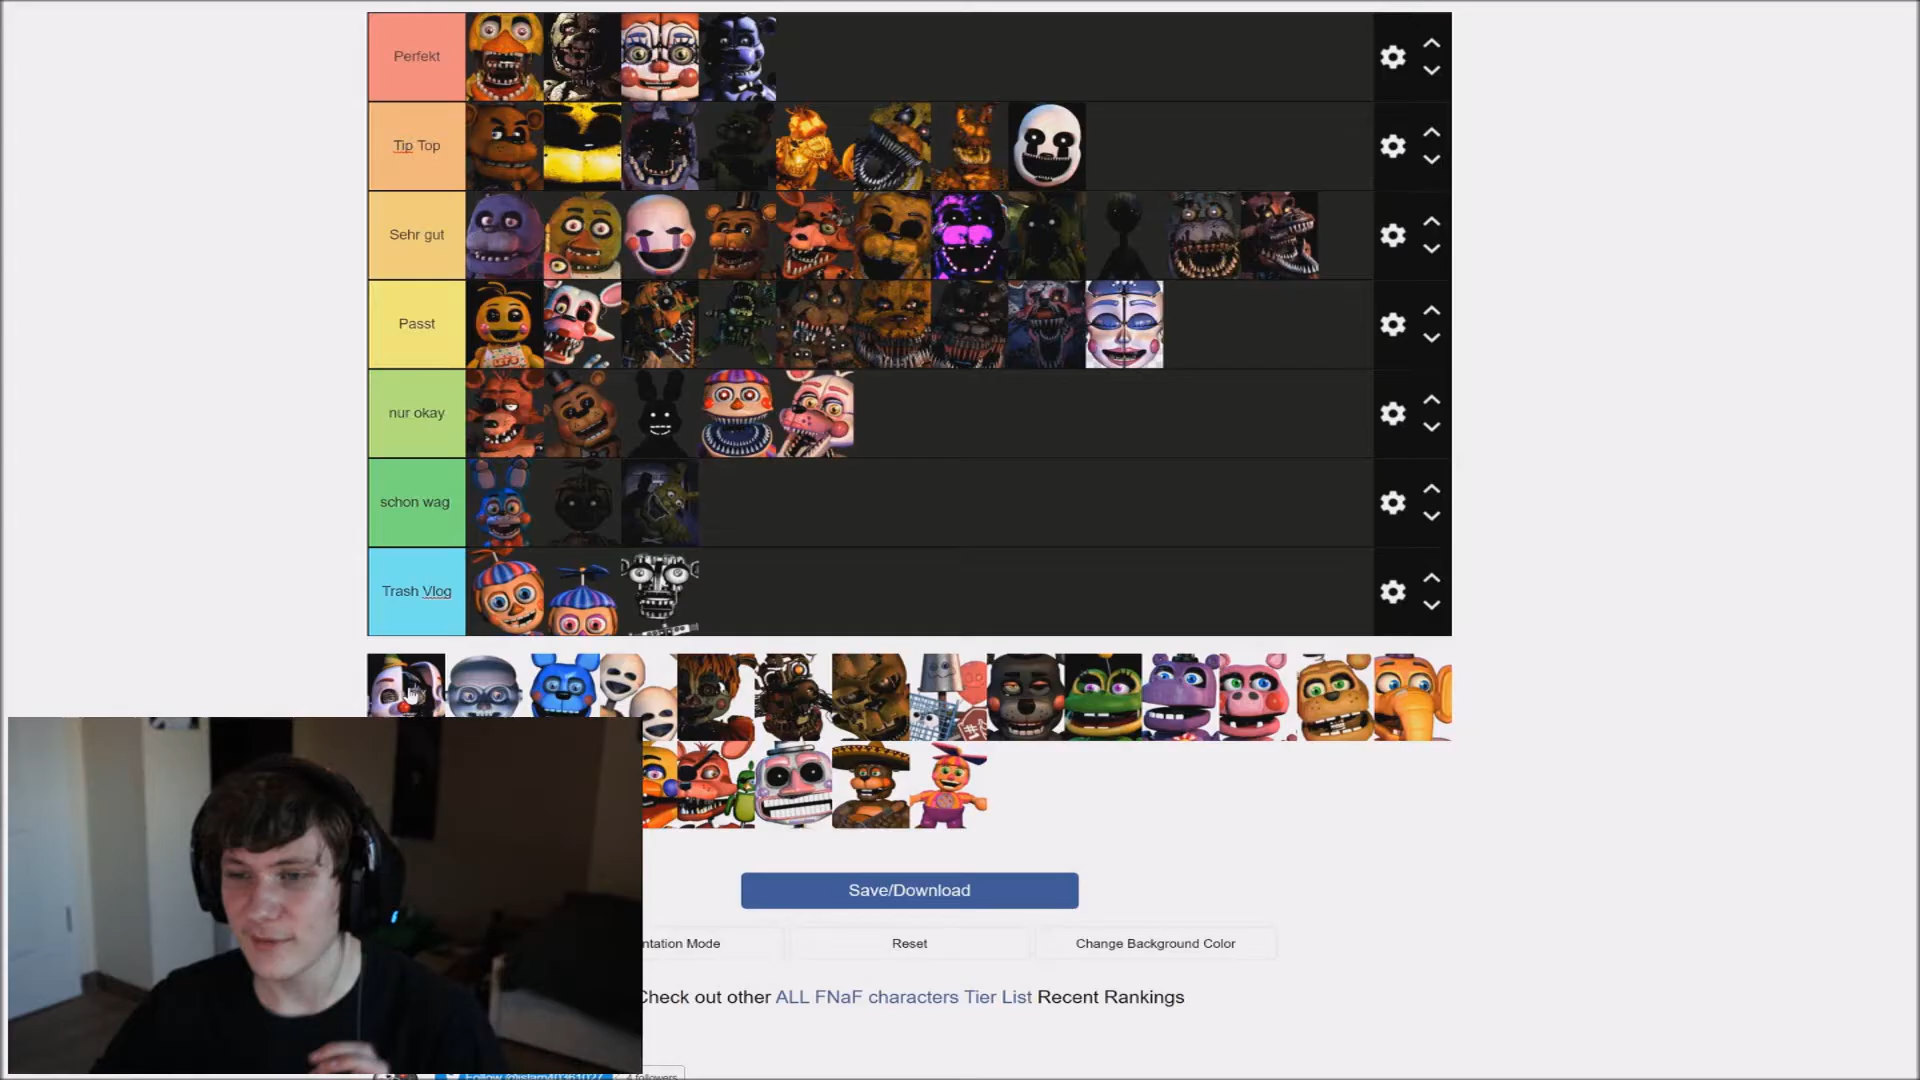 Perfekt
Tip Top
Sehr gut
Passt
nur okay
schon wag
Trash Vlog
Save/Download
ntation Mode
Reset
Change Background Color
Check out other ALL FNaF characters Tier List Recent Rankings
followers